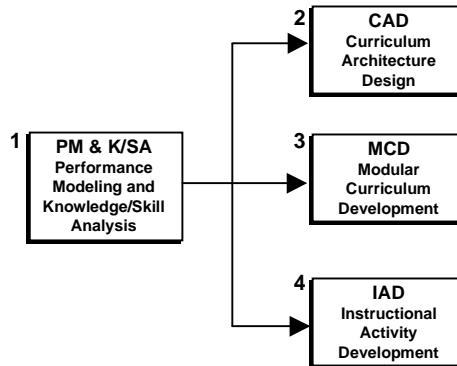 1
PM & K/SA
Performance
Modeling and
Knowledge/Skill
Analysis
2
CAD
Curriculum
Architecture
Design
3
MCD
Modular
Curriculum
Development
4
IAD
Instructional
Activity
Development